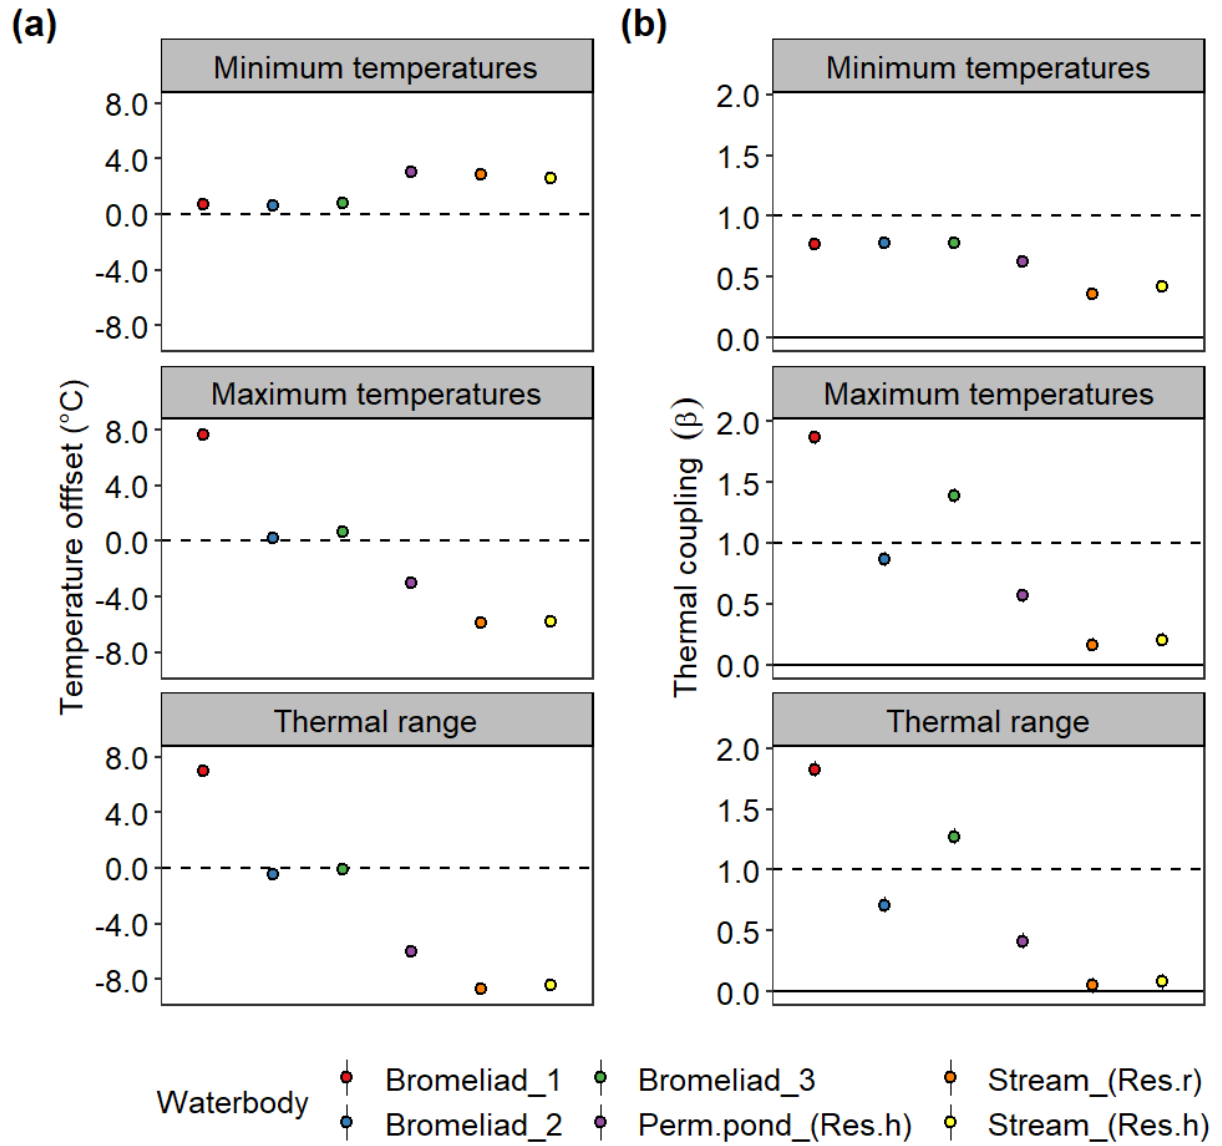 (a)
Minimum temperatures
8.0
4.0
0.0
-4.0
-8.0
Maximum temperatures
8.0
4.0
0.0
-4.0
-8.0
Thermal range
8.0
4.0
0.0
-4.0
-8.0
Temperature offfset (°C)
(b)
Minimum temperatures
2.0
1.5
1.0
0.5
0.0
Maximum temperatures
2.0
1.5
1.0
0.5
0.0
Thermal range
2.0
1.5
1.0
0.5
0.0
Thermal coupling (β)
Waterbody
Bromeliad_1
Bromeliad_2
Bromeliad_3
Perm.pond_(Res.h)
Stream_(Res.r)
Stream_(Res.h)